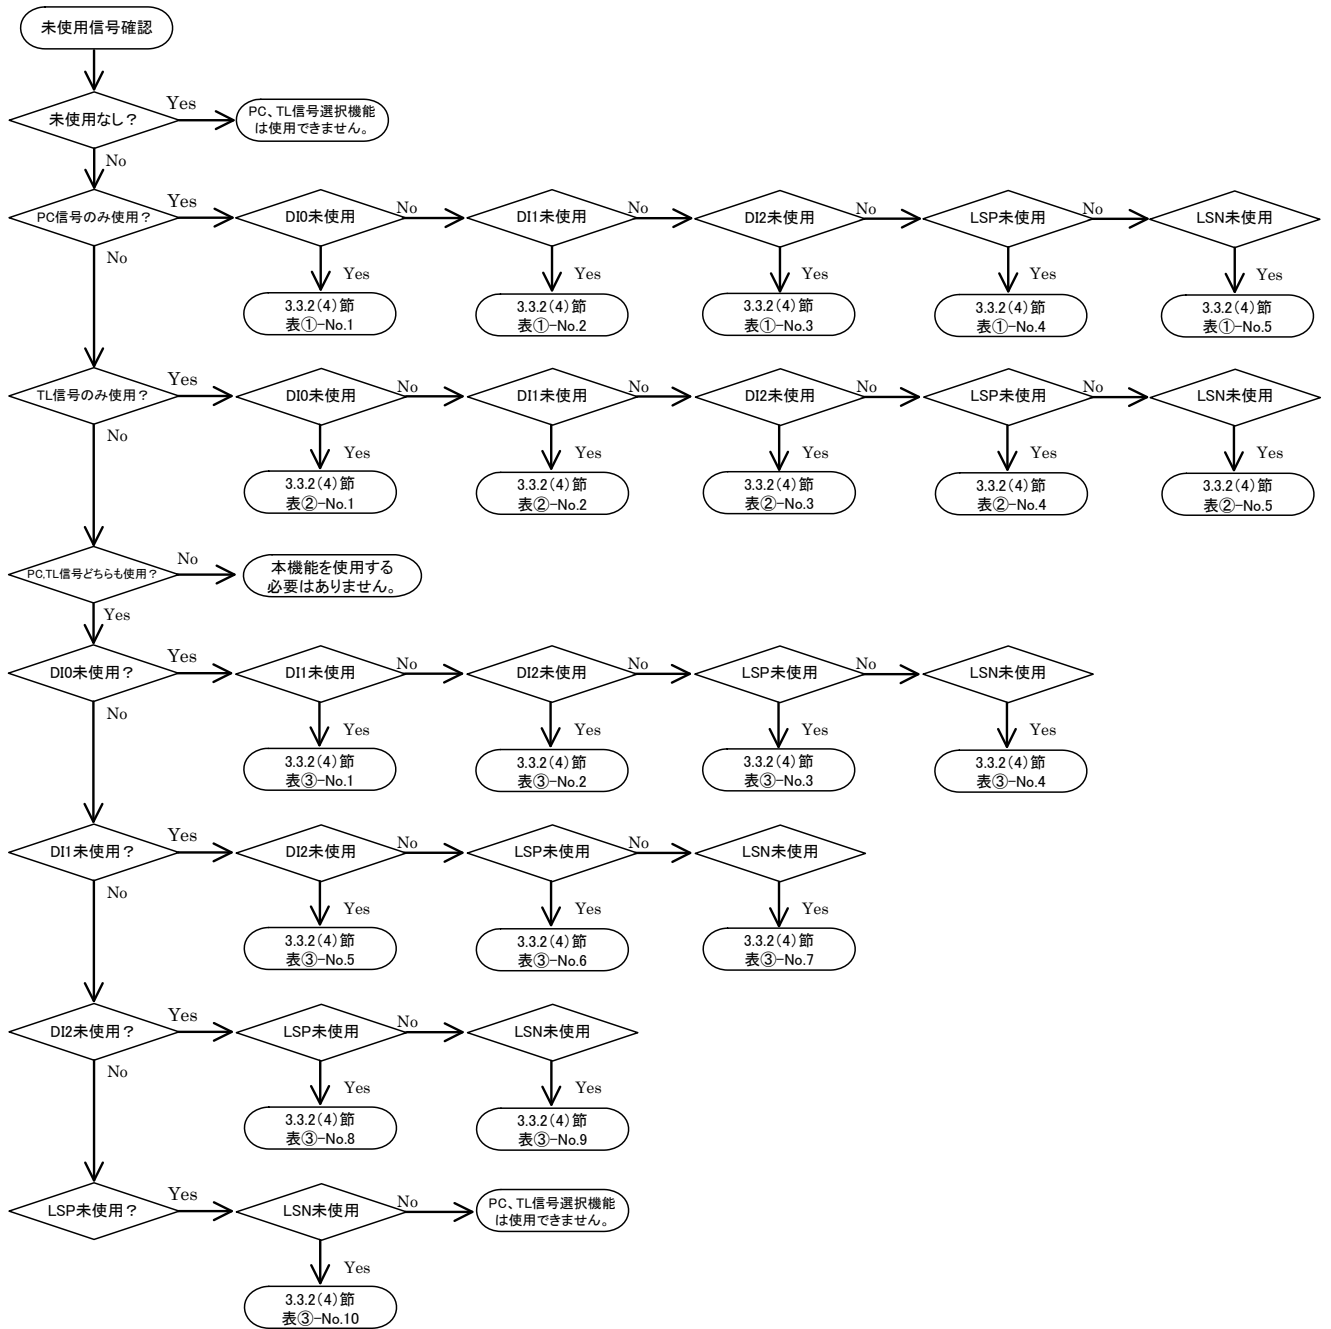 未使用信号確認
未使用なし?
Yes
PC、TL信号選択機能
は使用できません。
No
PC信号のみ使用?
Yes
DI0未使用
No
DI1未使用
No
DI2未使用
No
LSP未使用
No
LSN未使用
No
Yes
Yes
Yes
Yes
Yes
3.3.2(4)節
表①-No.1
3.3.2(4)節
表①-No.2
3.3.2(4)節
表①-No.3
3.3.2(4)節
表①-No.4
3.3.2(4)節
表①-No.5
TL信号のみ使用?
Yes
DI0未使用
No
DI1未使用
No
DI2未使用
No
LSP未使用
No
LSN未使用
No
Yes
Yes
Yes
Yes
Yes
3.3.2(4)節
表②-No.1
3.3.2(4)節
表②-No.2
3.3.2(4)節
表②-No.3
3.3.2(4)節
表②-No.4
3.3.2(4)節
表②-No.5
PC,TL信号どちらも使用?
No
本機能を使用する
必要はありません。
Yes
DI0未使用?
Yes
DI1未使用
No
DI2未使用
No
LSP未使用
No
LSN未使用
No
Yes
Yes
Yes
Yes
3.3.2(4)節
表③-No.1
3.3.2(4)節
表③-No.2
3.3.2(4)節
表③-No.3
3.3.2(4)節
表③-No.4
DI1未使用?
Yes
DI2未使用
No
LSP未使用
No
LSN未使用
No
Yes
Yes
Yes
3.3.2(4)節
表③-No.5
3.3.2(4)節
表③-No.6
3.3.2(4)節
表③-No.7
DI2未使用?
Yes
LSP未使用
No
LSN未使用
No
Yes
Yes
3.3.2(4)節
表③-No.8
3.3.2(4)節
表③-No.9
LSP未使用?
Yes
LSN未使用
No
PC、TL信号選択機能
は使用できません。
Yes
3.3.2(4)節
表③-No.10